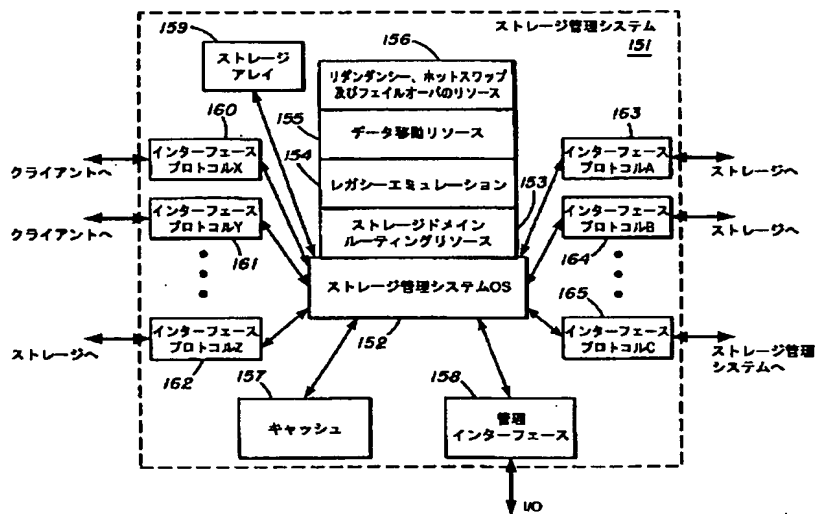 ストレージ管理システム
151
159
ストレージ
アレイ
156
リダンダンシー、ホットスワップ
及びフェイルオーバのリソース
155
データ移動リソース
154
レガシーエミュレーション
153
ストレージドメイン
ルーティングリソース
ストレージ管理システムOS
152
160
インターフェース
プロトコルX
クライアントへ
インターフェース
プロトコルY
161
クライアントへ
インターフェース
プロトコルZ
162
ストレージへ
163
インターフェース
プロトコルA
ストレージへ
インターフェース
プロトコルB
164
ストレージへ
165
インターフェース
プロトコルC
ストレージ管理
システムへ
157
キャッシュ
158
管理
インターフェース
I/O